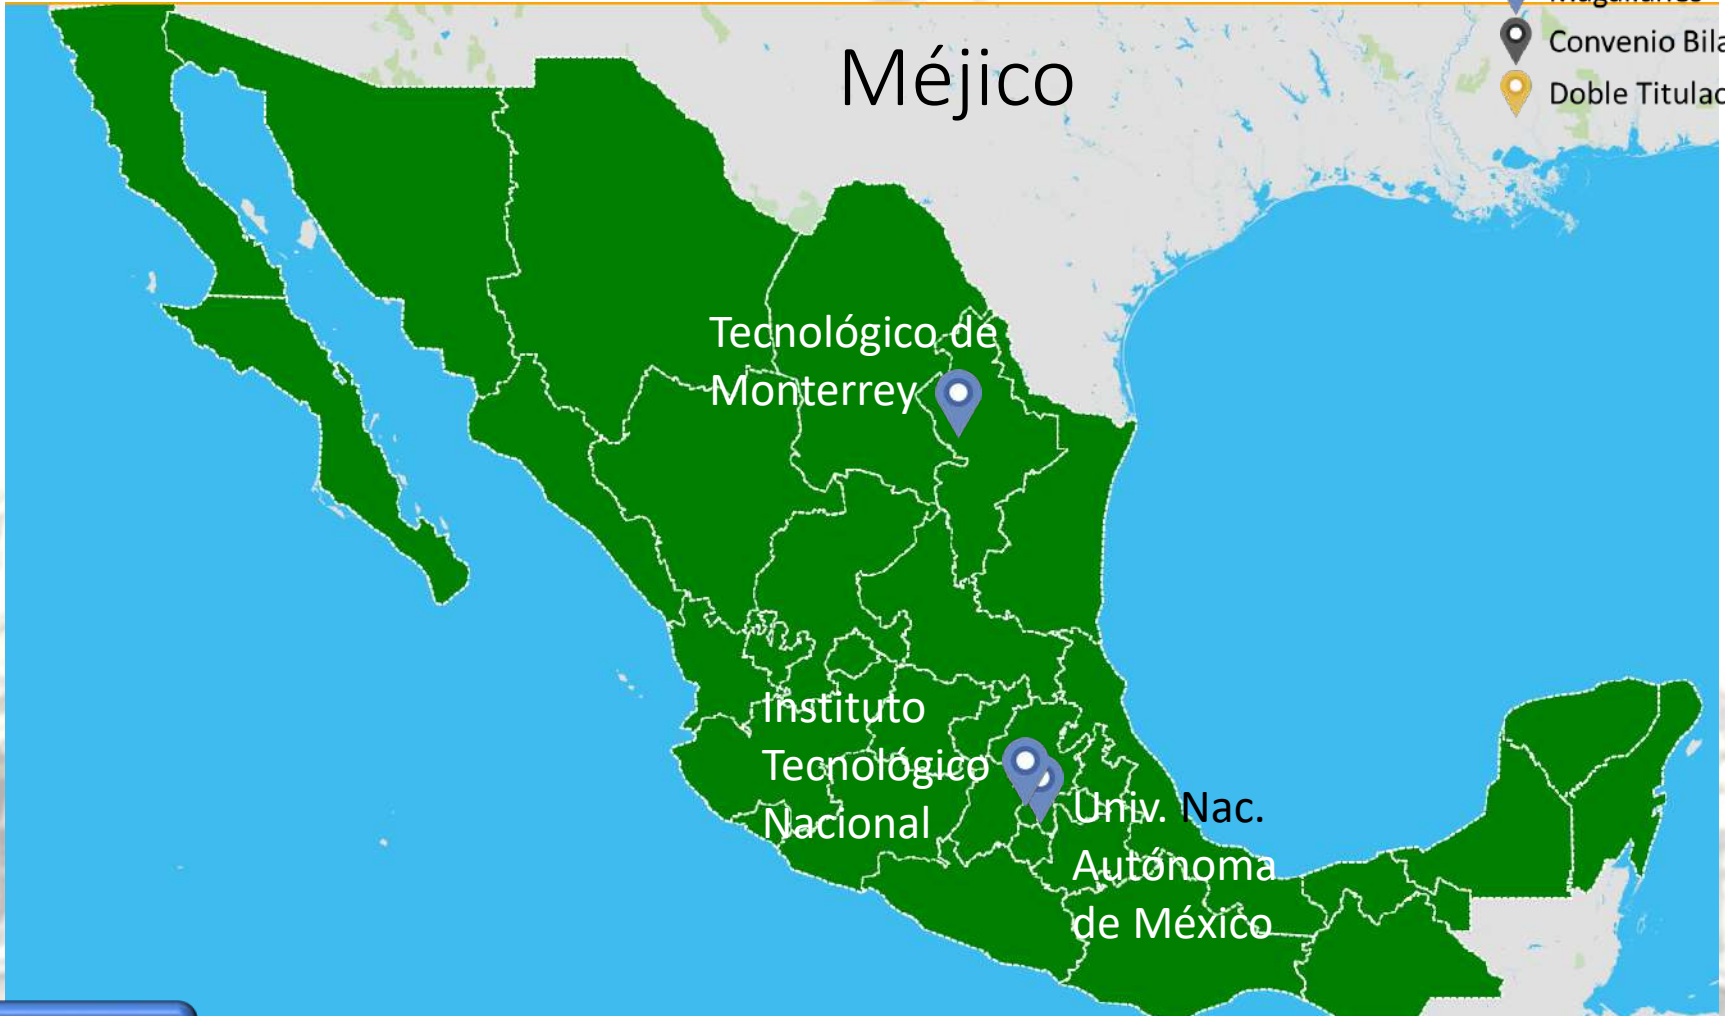 Méjico
Convenio Bila
Doble Titulac
Tecnológico de
Monterrey
Instituto
Tecnológico
Nacional
Univ. Nac.
Autónoma
de México